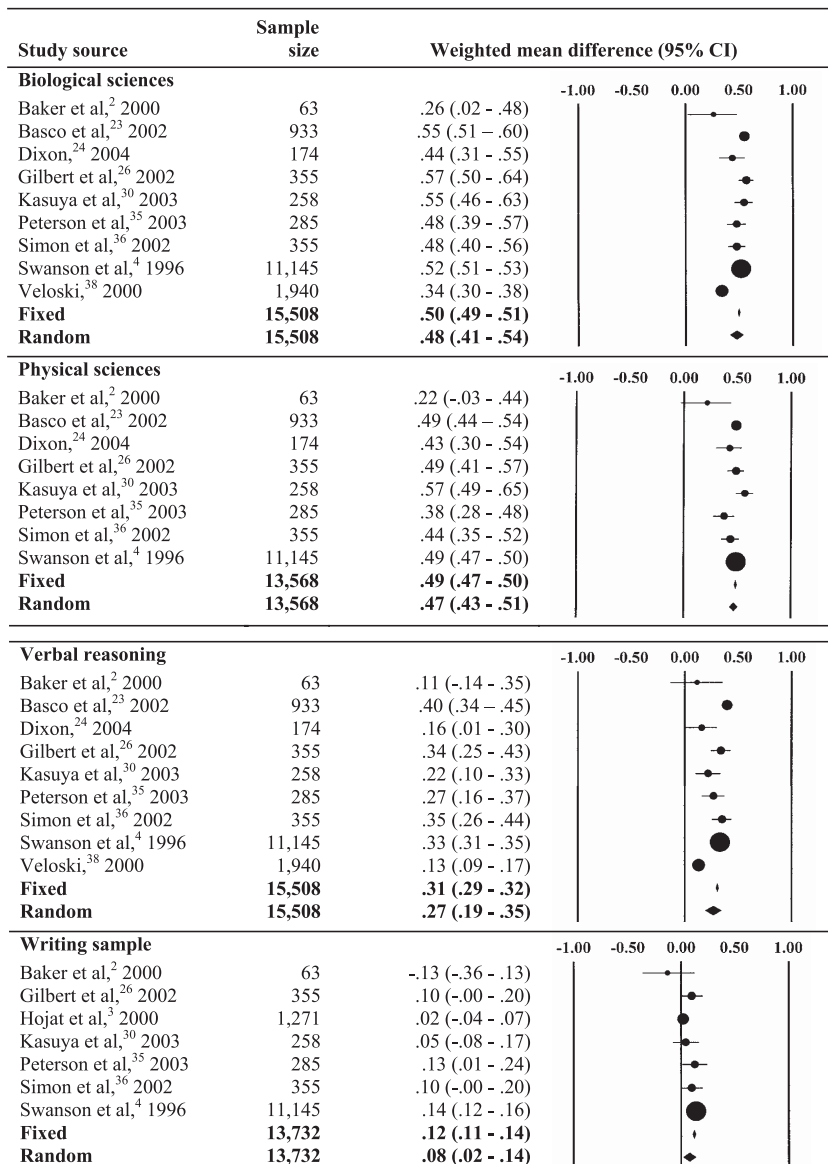 Study source Sample size Weighted mean difference (95% CI)
Biological sciences -1.00 -0.50 0.00 0.50 1.00
Baker et al,2 2000 63 .26 (.02 - .48)
Basco et al,23 2002 933 .55 (.51 – .60)
Dixon,24 2004 174 .44 (.31 - .55)
Gilbert et al,26 2002 355 .57 (.50 - .64)
Kasuya et al,30 2003 258 .55 (.46 - .63)
Peterson et al,35 2003 285 .48 (.39 - .57)
Simon et al,36 2002 355 .48 (.40 - .56)
Swanson et al,4 1996 11,145 .52 (.51 - .53)
Veloski,38 2000 1,940 .34 (.30 - .38)
Fixed 15,508 .50 (.49 - .51)
Random 15,508 .48 (.41 - .54)
Physical sciences -1.00 -0.50 0.00 0.50 1.00
Baker et al,2 2000 63 .22 (-.03 - .44)
Basco et al,23 2002 933 .49 (.44 – .54)
Dixon,24 2004 174 .43 (.30 - .54)
Gilbert et al,26 2002 355 .49 (.41 - .57)
Kasuya et al,30 2003 258 .57 (.49 - .65)
Peterson et al,35 2003 285 .38 (.28 - .48)
Simon et al,36 2002 355 .44 (.35 - .52)
Swanson et al,4 1996 11,145 .49 (.47 - .50)
Fixed 13,568 .49 (.47 - .50)
Random 13,568 .47 (.43 - .51)
Verbal reasoning -1.00 -0.50 0.00 0.50 1.00
Baker et al,2 2000 63 .11 (-.14 - .35)
Basco et al,23 2002 933 .40 (.34 – .45)
Dixon,24 2004 174 .16 (.01 - .30)
Gilbert et al,26 2002 355 .34 (.25 - .43)
Kasuya et al,30 2003 258 .22 (.10 - .33)
Peterson et al,35 2003 285 .27 (.16 - .37)
Simon et al,36 2002 355 .35 (.26 - .44)
Swanson et al,4 1996 11,145 .33 (.31 - .35)
Veloski,38 2000 1,940 .13 (.09 - .17)
Fixed 15,508 .31 (.29 - .32)
Random 15,508 .27 (.19 - .35)
Writing sample -1.00 -0.50 0.00 0.50 1.00
Baker et al,2 2000 63 -.13 (-.36 - .13)
Gilbert et al,26 2002 355 .10 (-.00 - .20)
Hojat et al,3 2000 1,271 .02 (-.04 - .07)
Kasuya et al,30 2003 258 .05 (-.08 - .17)
Peterson et al,35 2003 285 .13 (.01 - .24)
Simon et al,36 2002 355 .10 (-.00 - .20)
Swanson et al,4 1996 11,145 .14 (.12 - .16)
Fixed 13,732 .12 (.11 - .14)
Random 13,732 .08 (.02 - .14)